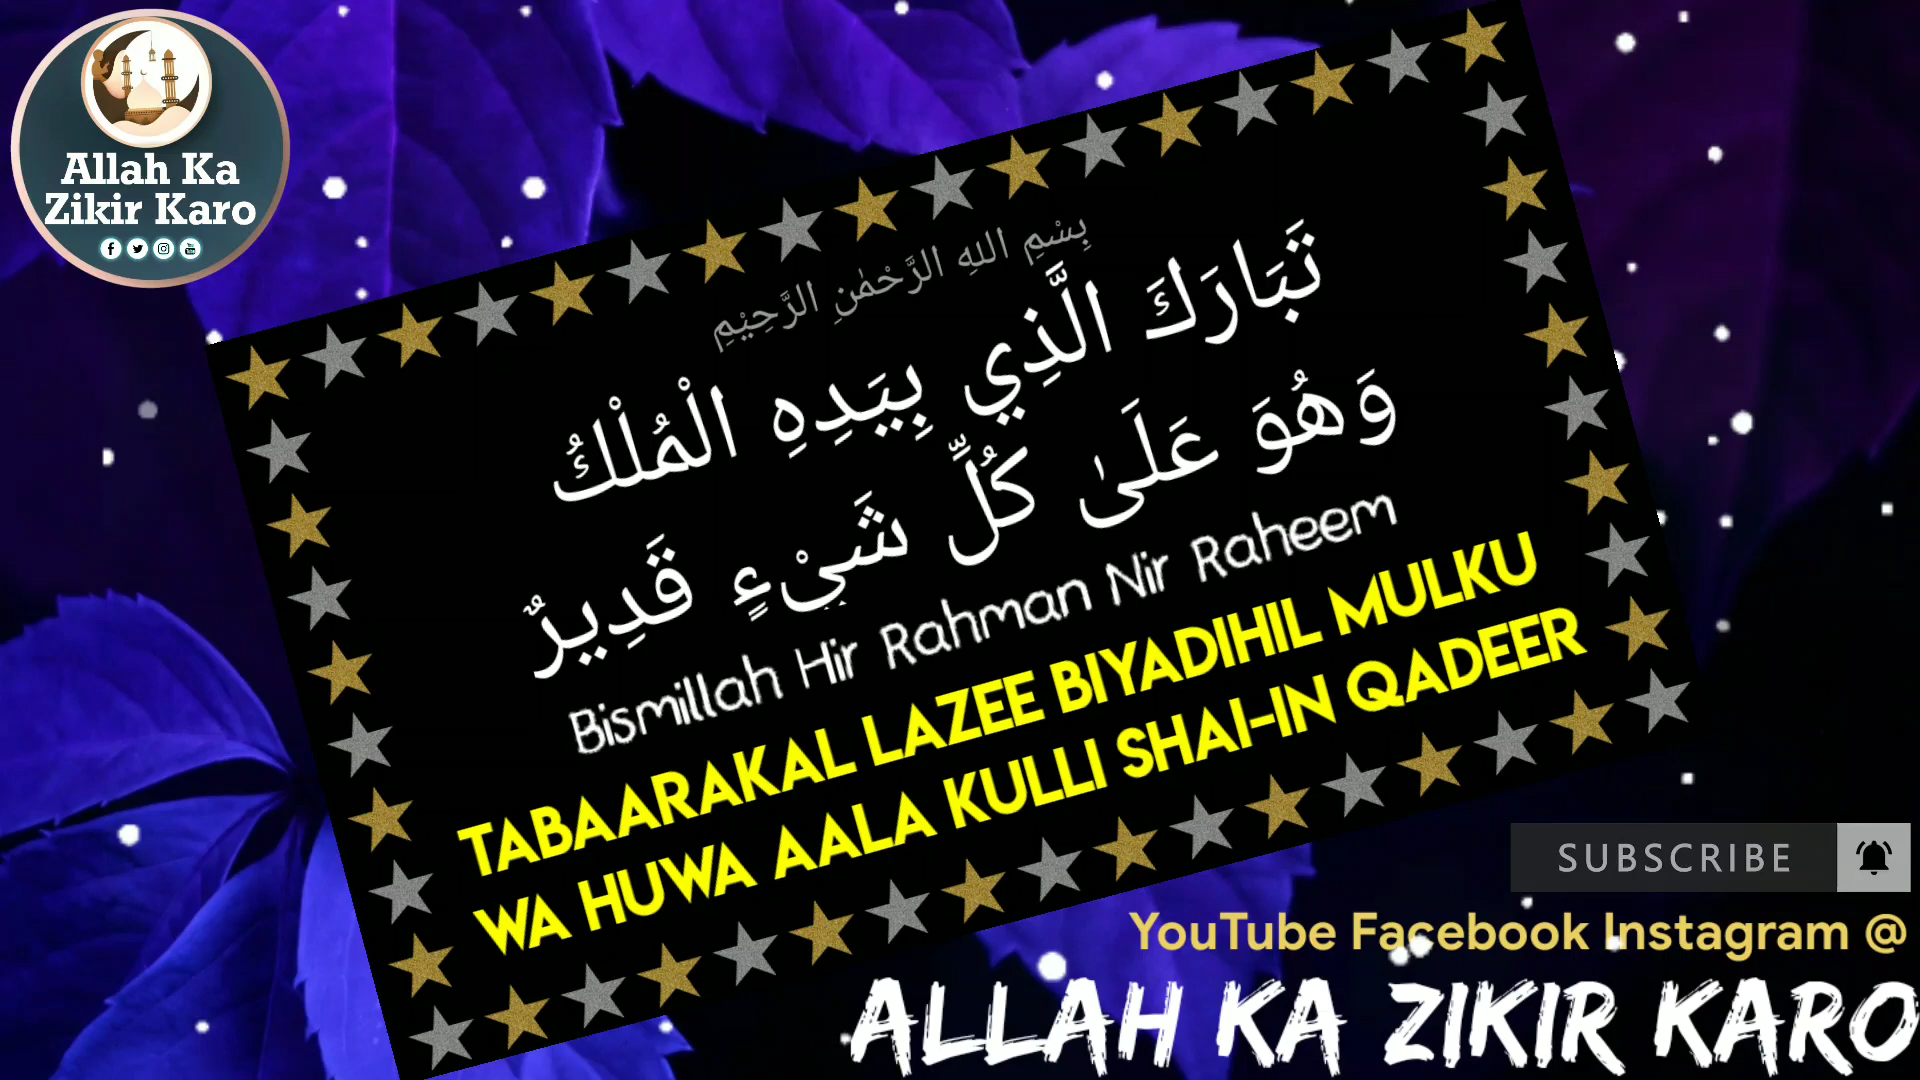 Allah Ka
Zikir Karo
بِسْمِ اللهِ الرَّحْمٰنِ الرَّحِيْمِ
تَبَارَكَ الَّذِي بِيَدِهِ الْمُلْكُ
وَهُوَ عَلَىٰ كُلِّ شَيْءٍ قَدِيرٌ
Bismillah Hir Rahman Nir Raheem
TABAARAKAL LAZEE BIYADIHIL MULKU
WA HUWA AALA KULLI SHAI-IN QADEER
SUBSCRIBE
YouTube Facebook Instagram @
ALLAH KA ZIKIR KARO